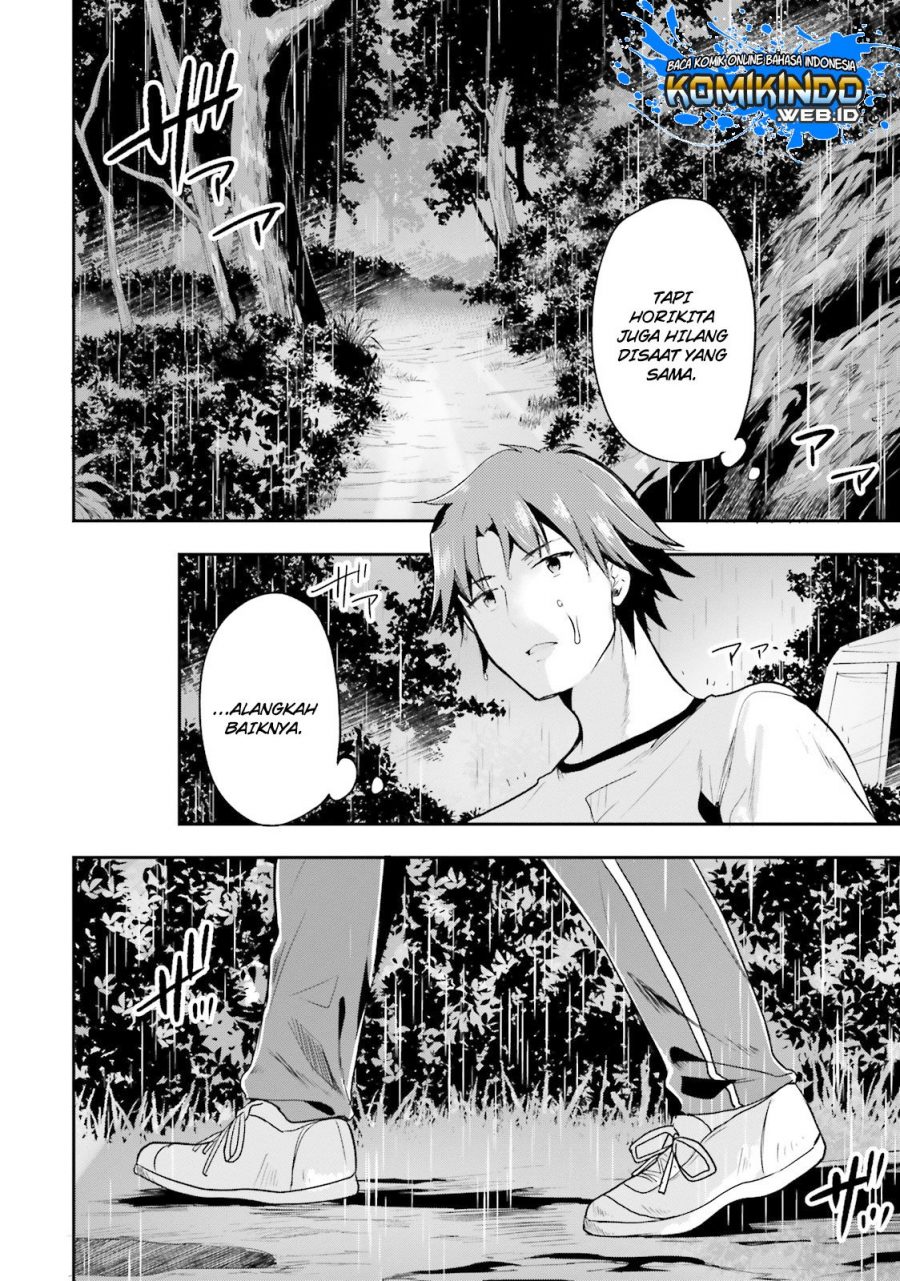 BACA KOMIK ONLINE BAHASA INDONESIA
KOMIKINDO
WEB.ID
TAPI
HORIKITA
JUGA HILANG
DISAAT YANG
SAMA.
ザァァ
ァァ
ザァ
ァァ
...ALANGKAH
BAIKNYA.
ザッ!!
ザッ!!